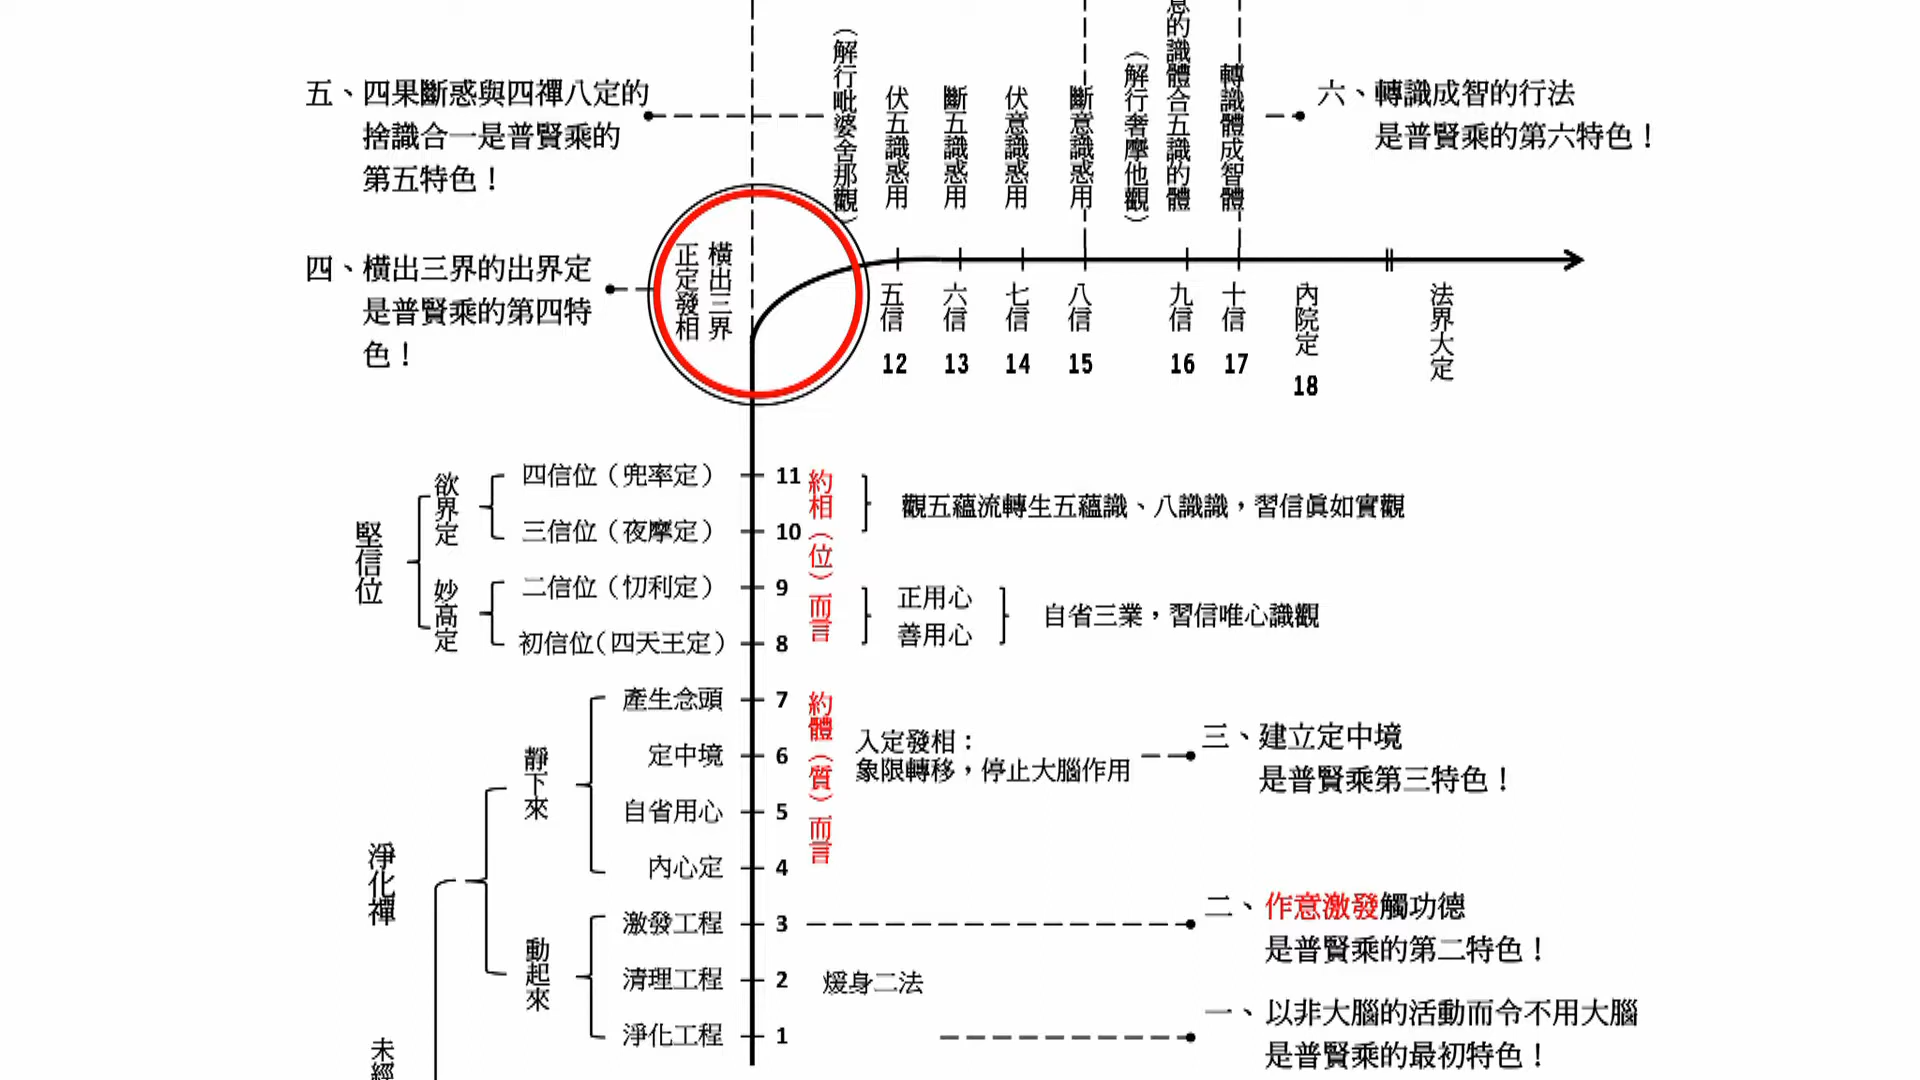 五、四果斷惑與四禪八定的
捨識合一是普賢乘的
第五特色！
（解行毗婆舍那觀）
伏五識惑用
斷五識惑用
伏意識惑用
斷意識惑用
（解行奢摩他觀）
意的識體合五識的體
轉識體成智體
六、轉識成智的行法
是普賢乘的第六特色！
四、橫出三界的出界定
是普賢乘的第四特
色！
橫出三界
正定發相
五信
12
六信
13
七信
14
八信
15
九信
16
十信
17
內院定
18
法界大定
堅信位
欲界定
四信位（兜率定）
11
三信位（夜摩定）
10
妙高定
二信位（忉利定）
9
初信位（四天王定）
8
約相（位）而言
觀五蘊流轉生五蘊識、八識識，習信眞如實觀
正用心
善用心
自省三業，習信唯心識觀
淨化禪
靜下來
產生念頭
7
定中境
6
自省用心
5
內心定
4
約體（質）而言
入定發相：
象限轉移，停止大腦作用
三、建立定中境
是普賢乘第三特色！
動起來
激發工程
3
清理工程
2
煖身二法
淨化工程
1
二、作意激發觸功德
是普賢乘的第二特色！
一、以非大腦的活動而令不用大腦
是普賢乘的最初特色！
未經